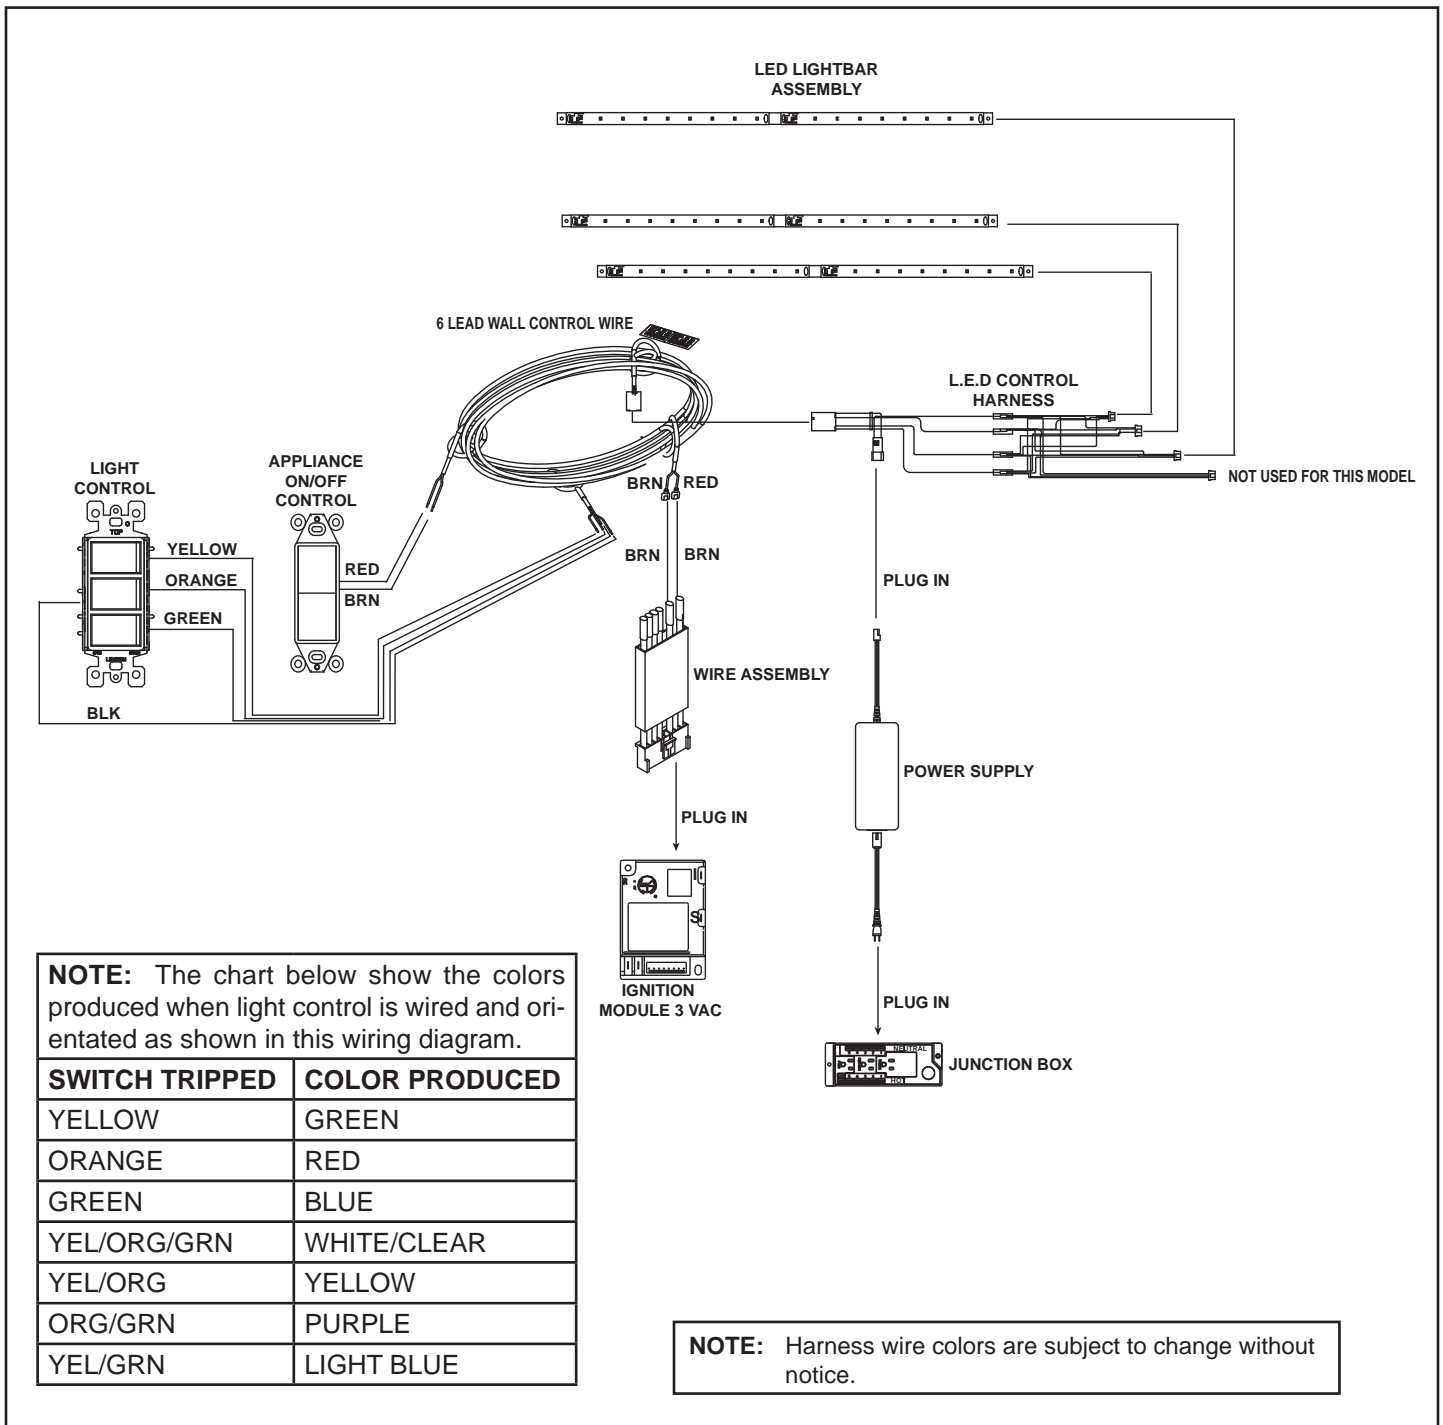 LED LIGHTBAR
ASSEMBLY
6 LEAD WALL CONTROL WIRE
L.E.D CONTROL
HARNESS
NOT USED FOR THIS MODEL
LIGHT
CONTROL
APPLIANCE
ON/OFF
CONTROL
TOP
YELLOW
ORANGE
GREEN
BLK
RED
BRN
BRN
RED
BRN
BRN
WIRE ASSEMBLY
PLUG IN
PLUG IN
POWER SUPPLY
PLUG IN
IGNITION
MODULE 3 VAC
NEUTRAL
HOT
JUNCTION BOX
NOTE: The chart below show the colors
produced when light control is wired and ori-
entated as shown in this wiring diagram.
SWITCH TRIPPED COLOR PRODUCED
YELLOW GREEN
ORANGE RED
GREEN BLUE
YEL/ORG/GRN WHITE/CLEAR
YEL/ORG YELLOW
ORG/GRN PURPLE
YEL/GRN LIGHT BLUE
NOTE: Harness wire colors are subject to change without
notice.